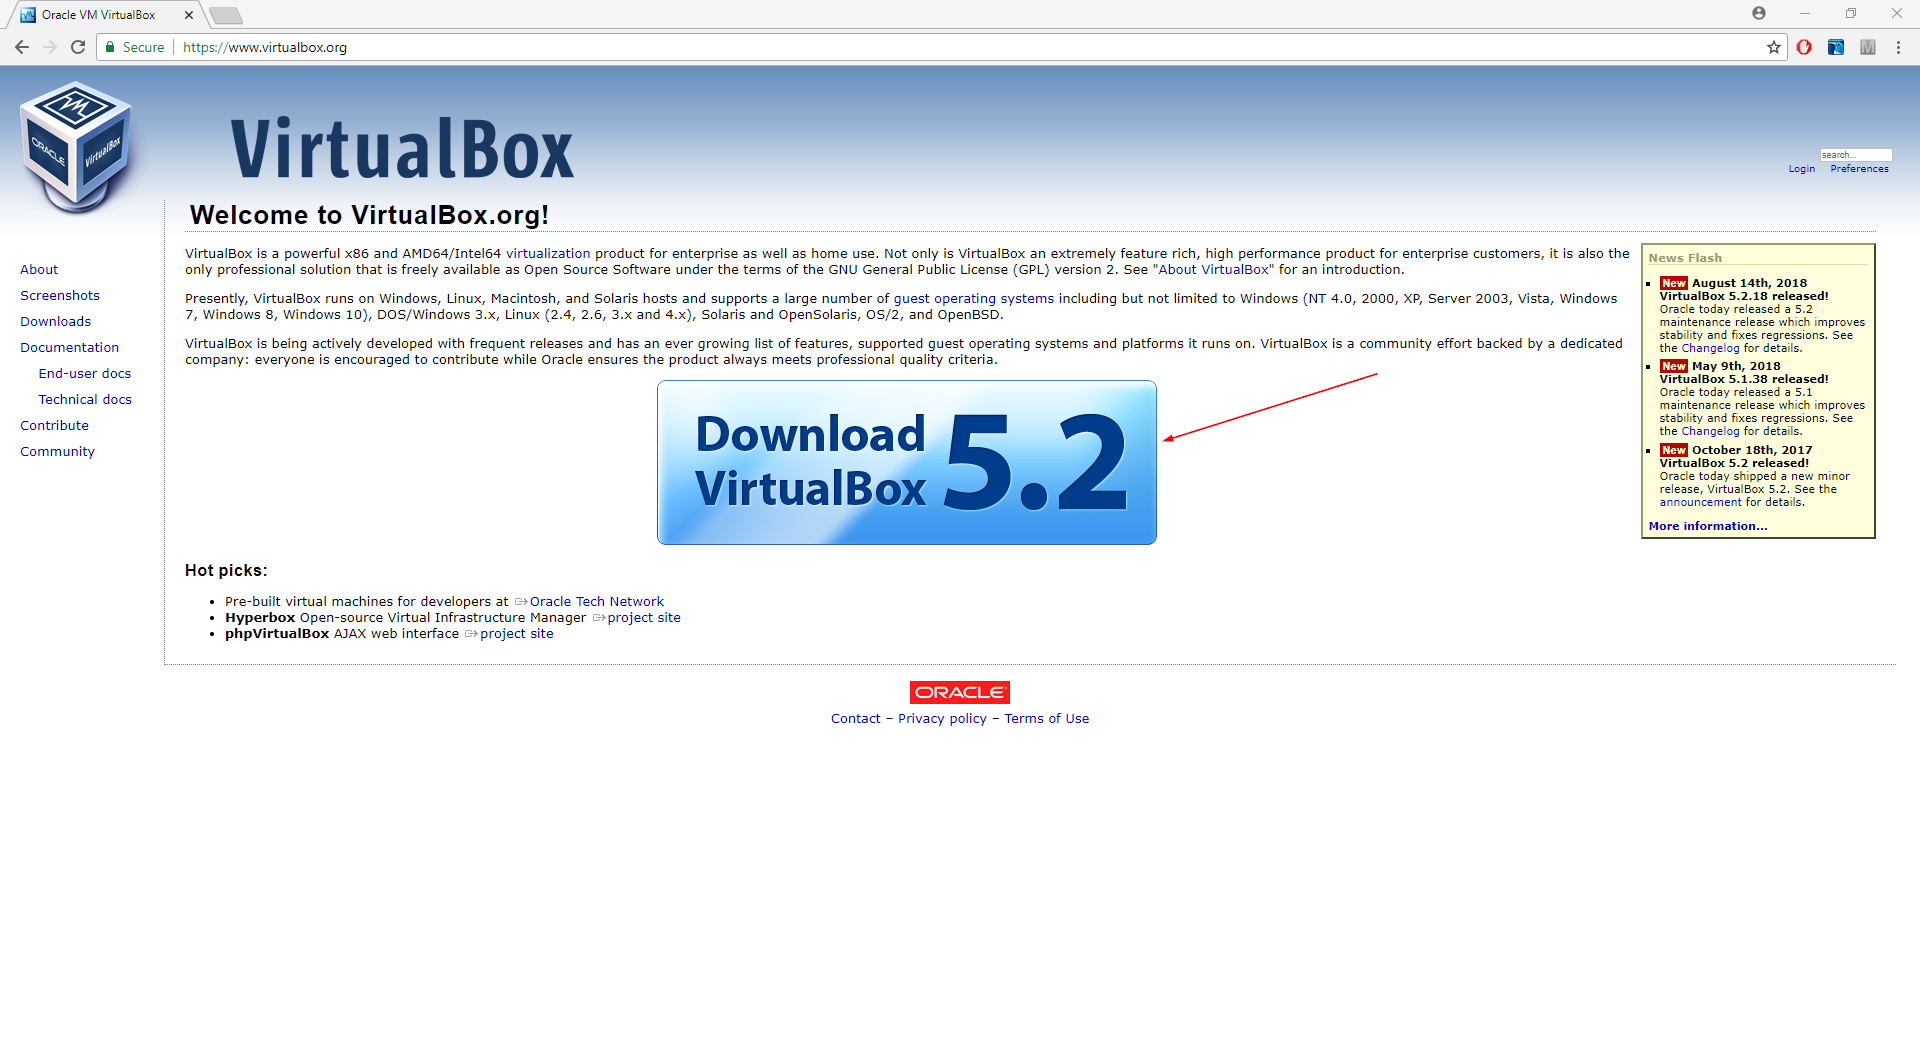 Oracle VM VirtualBox
Secure
https://www.virtualbox.org
ORACLE
VirtualBox
VirtualBox
search...
Login
Preferences
Welcome to VirtualBox.org!
About
Screenshots
Downloads
Documentation
End-user docs
Technical docs
Contribute
Community
VirtualBox is a powerful x86 and AMD64/Intel64 virtualization product for enterprise as well as home use. Not only is VirtualBox an extremely feature rich, high performance product for enterprise customers, it is also the
only professional solution that is freely available as Open Source Software under the terms of the GNU General Public License (GPL) version 2. See "About VirtualBox" for an introduction.
Presently, VirtualBox runs on Windows, Linux, Macintosh, and Solaris hosts and supports a large number of guest operating systems including but not limited to Windows (NT 4.0, 2000, XP, Server 2003, Vista, Windows
7, Windows 8, Windows 10), DOS/Windows 3.x, Linux (2.4, 2.6, 3.x and 4.x), Solaris and OpenSolaris, OS/2, and OpenBSD.
VirtualBox is being actively developed with frequent releases and has an ever growing list of features, supported guest operating systems and platforms it runs on. VirtualBox is a community effort backed by a dedicated
company: everyone is encouraged to contribute while Oracle ensures the product always meets professional quality criteria.
Download
VirtualBox
5.2
Hot picks:
Pre-built virtual machines for developers at Oracle Tech Network
Hyperbox Open-source Virtual Infrastructure Manager project site
phpVirtualBox AJAX web interface project site
News Flash
New August 14th, 2018
VirtualBox 5.2.18 released!
Oracle today released a 5.2
maintenance release which improves
stability and fixes regressions. See
the Changelog for details.
New May 9th, 2018
VirtualBox 5.1.38 released!
Oracle today released a 5.1
maintenance release which improves
stability and fixes regressions. See
the Changelog for details.
New October 18th, 2017
VirtualBox 5.2 released!
Oracle today shipped a new minor
release, VirtualBox 5.2. See the
announcement for details.
More information...
ORACLE
Contact – Privacy policy – Terms of Use